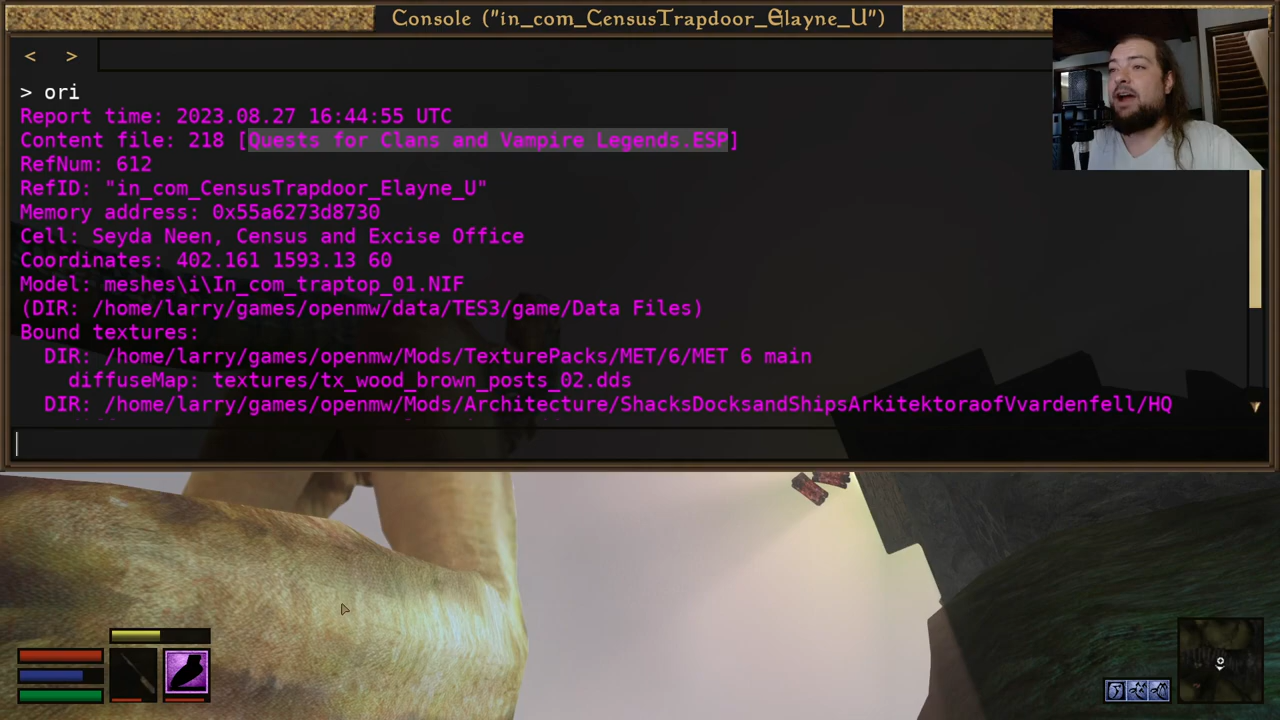 Console ("in_com_CensusTrapdoor_Elayne_U")
< >
> ori
Report time: 2023.08.27 16:44:55 UTC
Content file: 218 [Quests for Clans and Vampire Legends.ESP]
RefNum: 612
RefID: "in_com_CensusTrapdoor_Elayne_U"
Memory address: 0x55a6273d8730
Cell: Seyda Neen, Census and Excise Office
Coordinates: 402.161 1593.13 60
Model: meshes\i\In_com_traptop_01.NIF
(DIR: /home/larry/games/openmw/data/TES3/game/Data Files)
Bound textures:
DIR: /home/larry/games/openmw/Mods/TexturePacks/MET/6/MET 6 main
diffuseMap: textures/tx_wood_brown_posts_02.dds
DIR: /home/larry/games/openmw/Mods/Architecture/ShacksDocksandShipsArkitektoraofVvardenfell/HQ